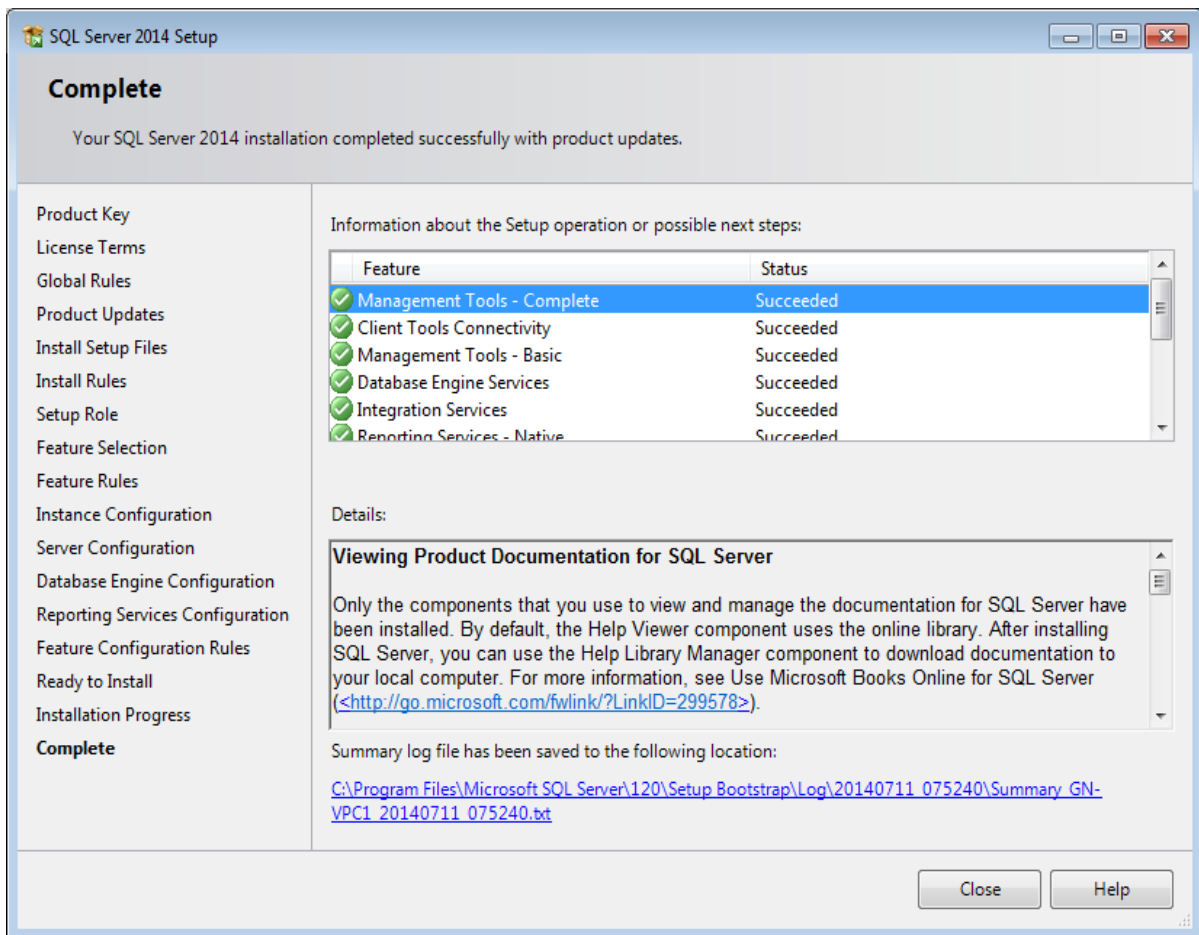 SQL Server 2014 Setup
Complete
Your SQL Server 2014 installation completed successfully with product updates.
Product Key
License Terms
Global Rules
Product Updates
Install Setup Files
Install Rules
Setup Role
Feature Selection
Feature Rules
Instance Configuration
Server Configuration
Database Engine Configuration
Reporting Services Configuration
Feature Configuration Rules
Ready to Install
Installation Progress
Complete
Information about the Setup operation or possible next steps:
Feature Status
Management Tools - Complete Succeeded
Client Tools Connectivity Succeeded
Management Tools - Basic Succeeded
Database Engine Services Succeeded
Integration Services Succeeded
Reporting Services - Native Succeeded
Details:
Viewing Product Documentation for SQL Server
Only the components that you use to view and manage the documentation for SQL Server have
been installed. By default, the Help Viewer component uses the online library. After installing
SQL Server, you can use the Help Library Manager component to download documentation to
your local computer. For more information, see Use Microsoft Books Online for SQL Server
(<http://go.microsoft.com/fwlink/?LinkID=299578>).
Summary log file has been saved to the following location:
C:\Program Files\Microsoft SQL Server\120\Setup Bootstrap\Log\20140711_075240\Summary_GN-
VPC1_20140711_075240.txt
Close Help